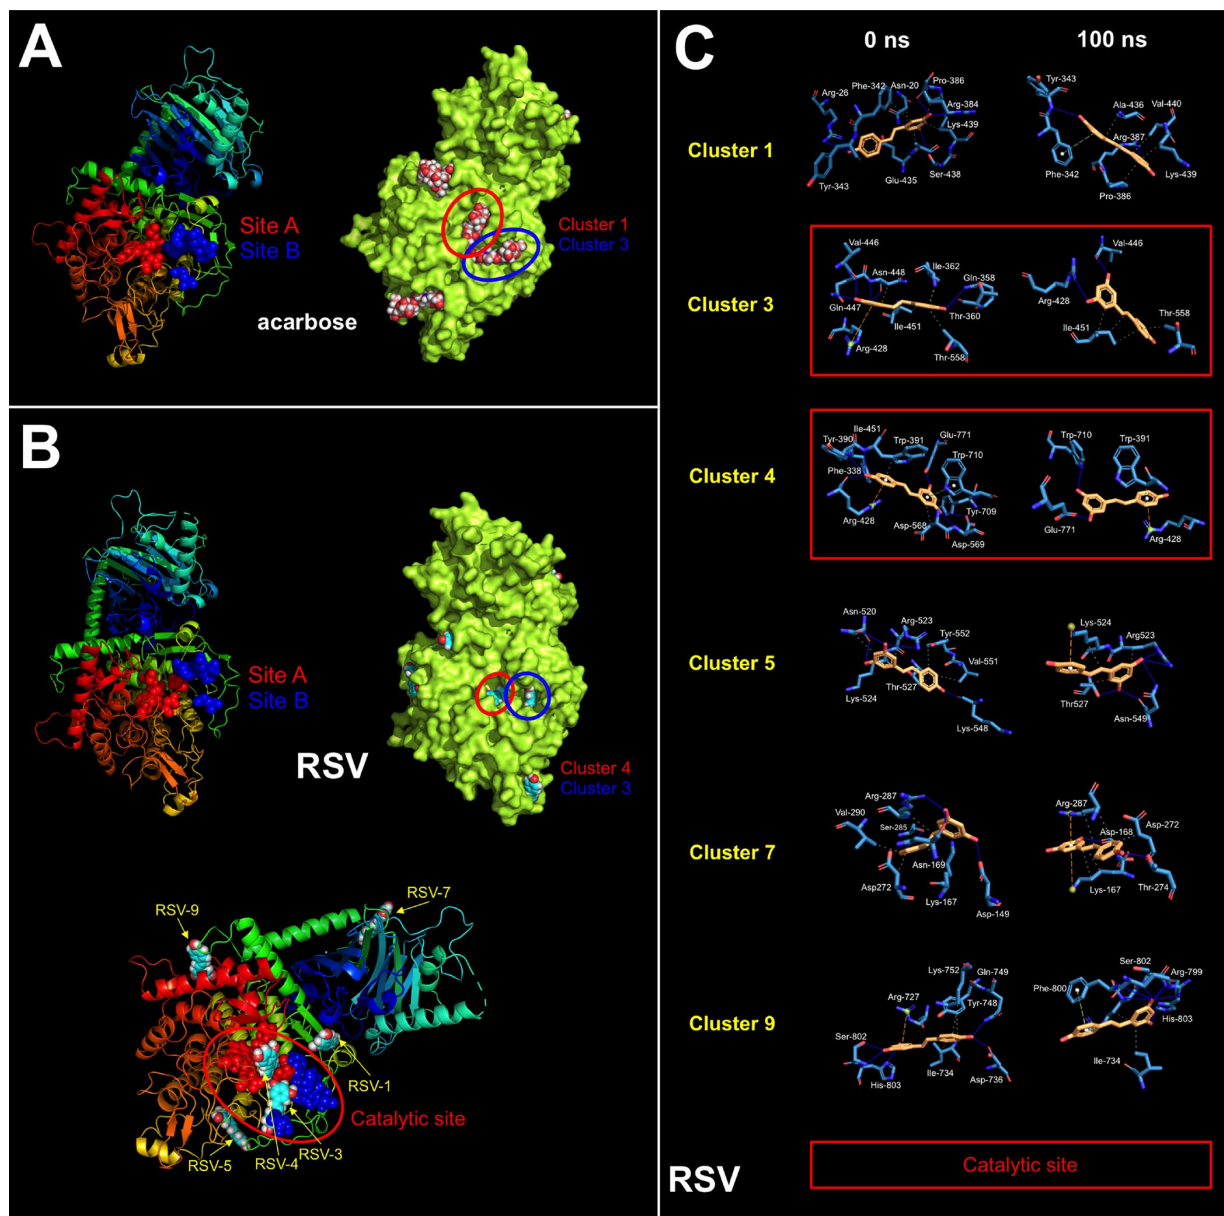 A
Site A
Site B
acarbose
Cluster 1
Cluster 3
B
Site A
Site B
RSV
Cluster 4
Cluster 3
RSV-7
RSV-9
RSV-1
Catalytic site
RSV-3
RSV-4
RSV-5
C
0 ns
100 ns
Cluster 1
Arg-26
Phe-342
Asn-20
Pro-386
Arg-384
Lys-439
Ser-438
Glu-435
Tyr-343
Tyr-343
Ala-436
Val-440
Arg-387
Lys-439
Phe-342
Pro-386
Cluster 3
Val-446
Asn-448
Ile-362
Gln-358
Gln-447
Ile-451
Thr-360
Arg-428
Thr-558
Val-446
Arg-428
Ile-451
Thr-558
Cluster 4
Ile-451
Tyr-390
Trp-391
Glu-771
Trp-710
Phe-338
Arg-428
Tyr-709
Asp-568
Asp-569
Trp-710
Trp-391
Glu-771
Arg-428
Cluster 5
Asn-520
Arg-523
Tyr-552
Val-551
Lys-524
Thr-527
Lys-548
Lys-524
Arg523
Thr527
Asn-549
Cluster 7
Arg-287
Val-290
Ser-285
Asn-169
Asp272
Lys-167
Asp-149
Arg-287
Asp-168
Asp-272
Lys-167
Thr-274
Cluster 9
Lys-752
Gln-749
Arg-727
Tyr-748
Ser-802
His-803
Ile-734
Asp-736
Ser-802
Arg-799
Phe-800
His-803
Ile-734
RSV
Catalytic site